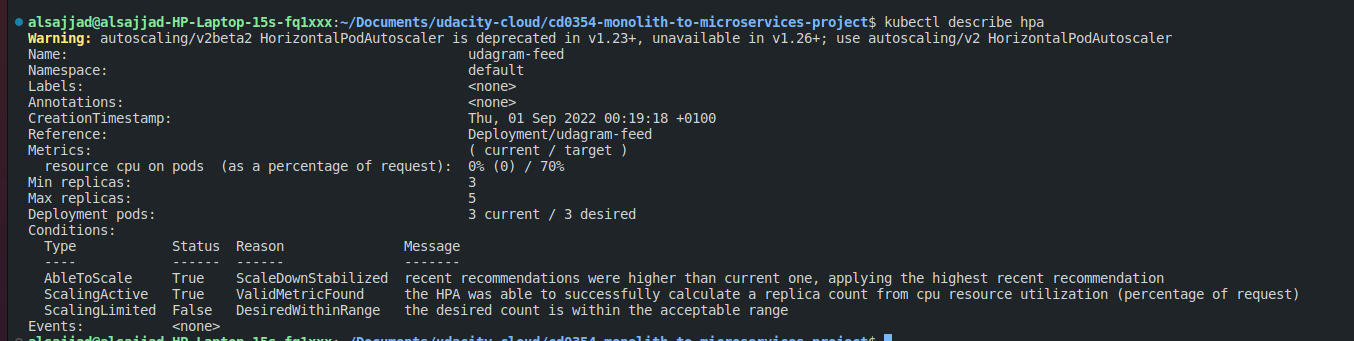 alsajjad@alsajjad-HP-Laptop-15s-fq1xxx:~/Documents/udacity-cloud/cd0354-monolith-to-microservices-project$ kubectl describe hpa
Warning: autoscaling/v2beta2 HorizontalPodAutoscaler is deprecated in v1.23+, unavailable in v1.26+; use autoscaling/v2 HorizontalPodAutoscaler
Name: udagram-feed
Namespace: default
Labels: <none>
Annotations: <none>
CreationTimestamp: Thu, 01 Sep 2022 00:19:18 +0100
Reference: Deployment/udagram-feed
Metrics: ( current / target )
resource cpu on pods (as a percentage of request): 0% (0) / 70%
Min replicas: 3
Max replicas: 5
Deployment pods: 3 current / 3 desired
Conditions:
Type Status Reason Message
---- ------ ------ -------
AbleToScale True ScaleDownStabilized recent recommendations were higher than current one, applying the highest recent recommendation
ScalingActive True ValidMetricFound the HPA was able to successfully calculate a replica count from cpu resource utilization (percentage of request)
ScalingLimited False DesiredWithinRange the desired count is within the acceptable range
Events: <none>
alsajjad@alsajjad-HP-Laptop-15s-fq1xxx:~/Documents/udacity-cloud/cd0354-monolith-to-microservices-project$